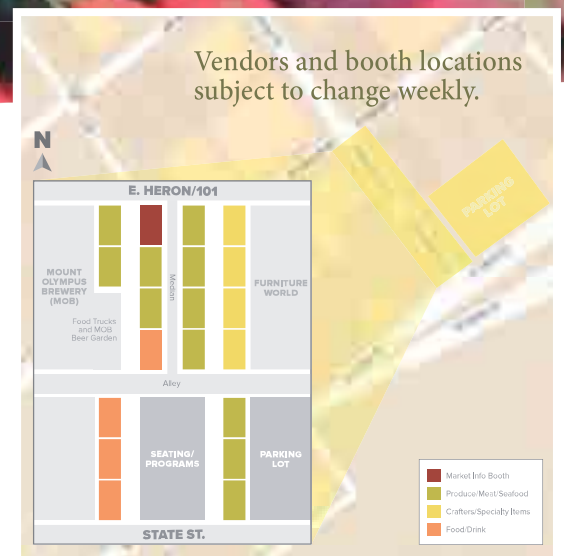 Vendors and booth locations
subject to change weekly.
N
E. HERON/101
MOUNT
OLYMPUS
BREWERY
(MOB)
Food Trucks
and MOB
Beer Garden
Median
FURNITURE
WORLD
Alley
SEATING/
PROGRAMS
PARKING
LOT
STATE ST.
PARKING
LOT
Market Info Booth
Produce/Meat/Seafood
Crafters/Specialty Items
Food/Drink